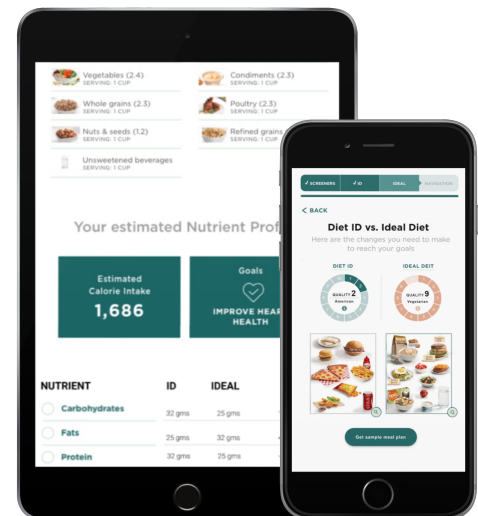 Vegetables (2.4)
SERVING: 1 CUP
Condiments (2.3)
SERVING: 1 CUP
Whole grains (2.3)
SERVING: 1 CUP
Poultry (2.3)
SERVING: 1 CUP
Nuts & seeds (1.2)
SERVING: 1 CUP
Refined grains
SERVING: 1 CUP
Unsweetened beverages
SERVING: 1 CUP
Your estimated Nutrient Prof
Estimated
Calorie Intake
1,686
Goals
IMPROVE HEAR
HEALTH
NUTRIENT ID IDEAL
Carbohydrates 32 gms 25 gms
Fats 25 gms 32 gms
Protein 32 gms 25 gms
✓ SCREENERS ✓ ID IDEAL NAVIGATION
< BACK
Diet ID vs. Ideal Diet
Here are the changes you need to make
to reach your goals
DIET ID
IDEAL DEIT
QUALITY 2
American
QUALITY 9
Vegetarian
Get sample meal plan